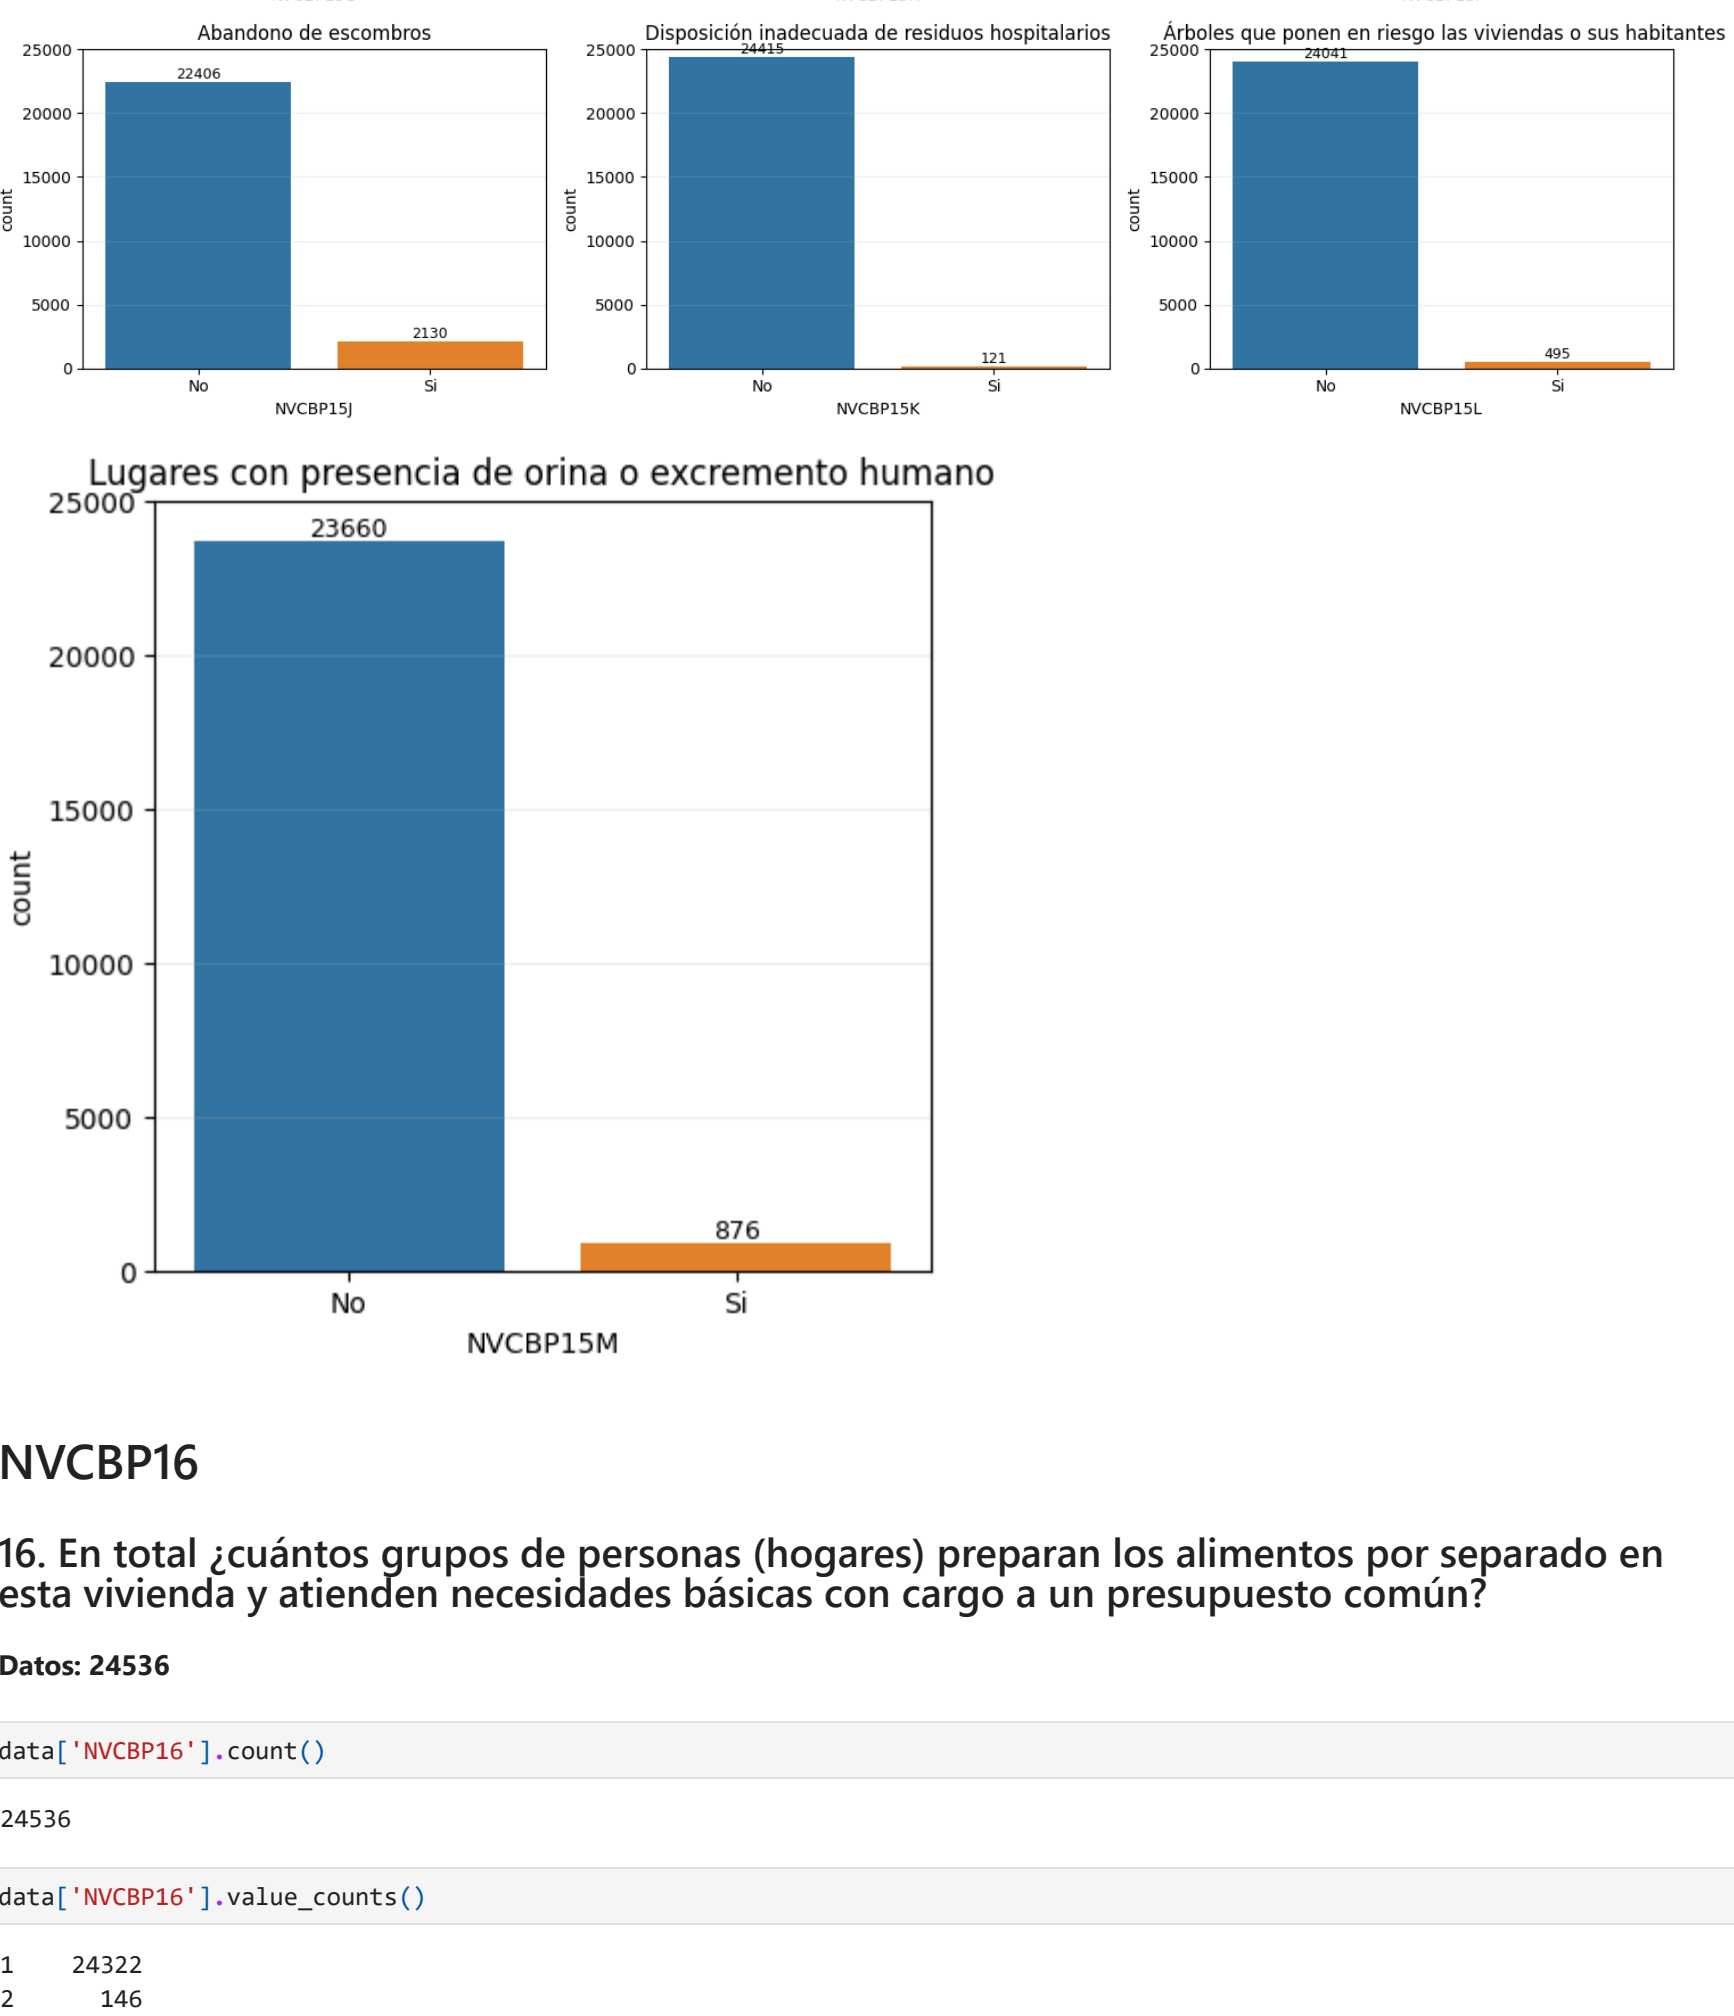 Abandono de escombros
25000
22406
20000
15000
count
10000
5000
2130
0
No
Si
NVCBP15J
Disposición inadecuada de residuos hospitalarios
25000
24415
20000
15000
count
10000
5000
121
0
No
Si
NVCBP15K
Árboles que ponen en riesgo las viviendas o sus habitantes
25000
24041
20000
15000
count
10000
5000
495
0
No
Si
NVCBP15L
Lugares con presencia de orina o excremento humano
25000
23660
20000
15000
count
10000
5000
876
0
No
Si
NVCBP15M
NVCBP16
16. En total ¿cuántos grupos de personas (hogares) preparan los alimentos por separado en
esta vivienda y atienden necesidades básicas con cargo a un presupuesto común?
Datos: 24536
data['NVCBP16'].count()
24536
data['NVCBP16'].value_counts()
1 24322
2 146